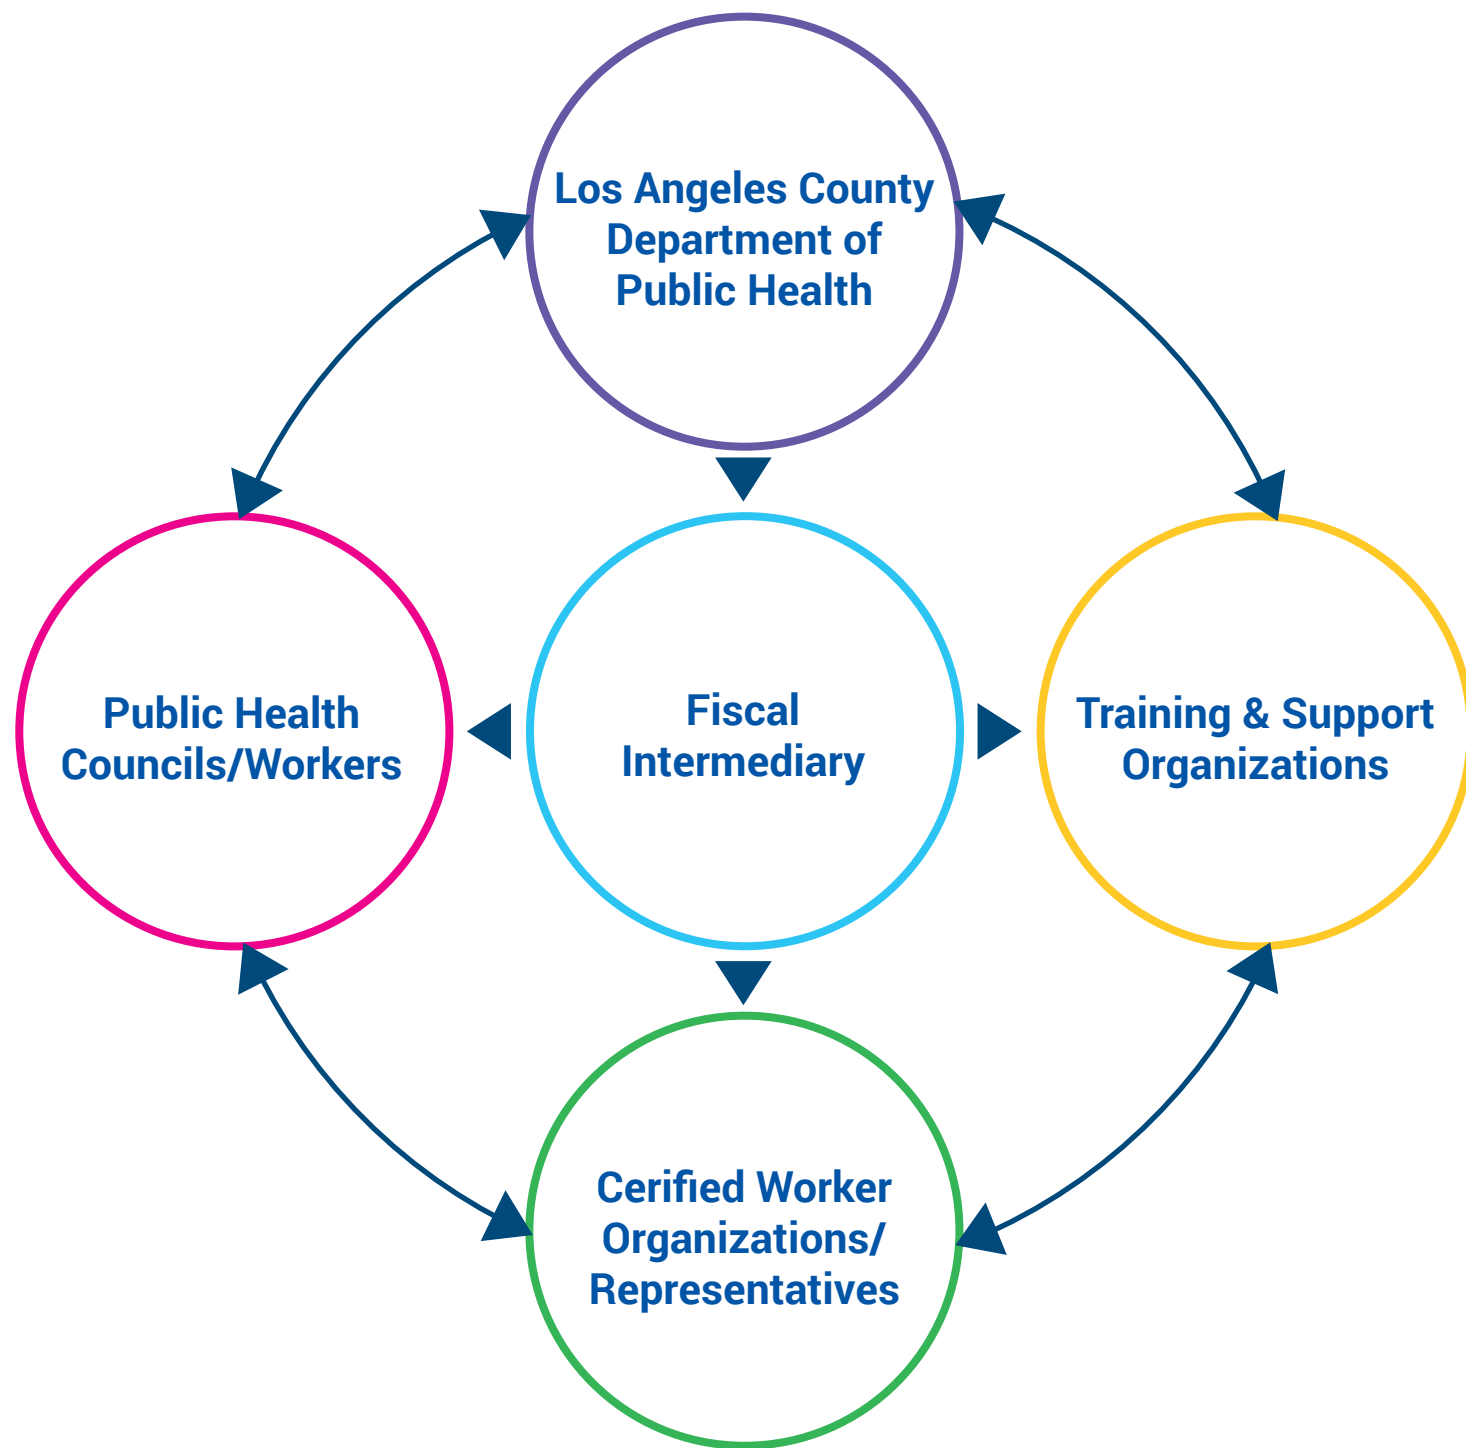 Los Angeles County
Department of
Public Health
Public Health
Councils/Workers
Fiscal
Intermediary
Training & Support
Organizations
Cerified Worker
Organizations/
Representatives